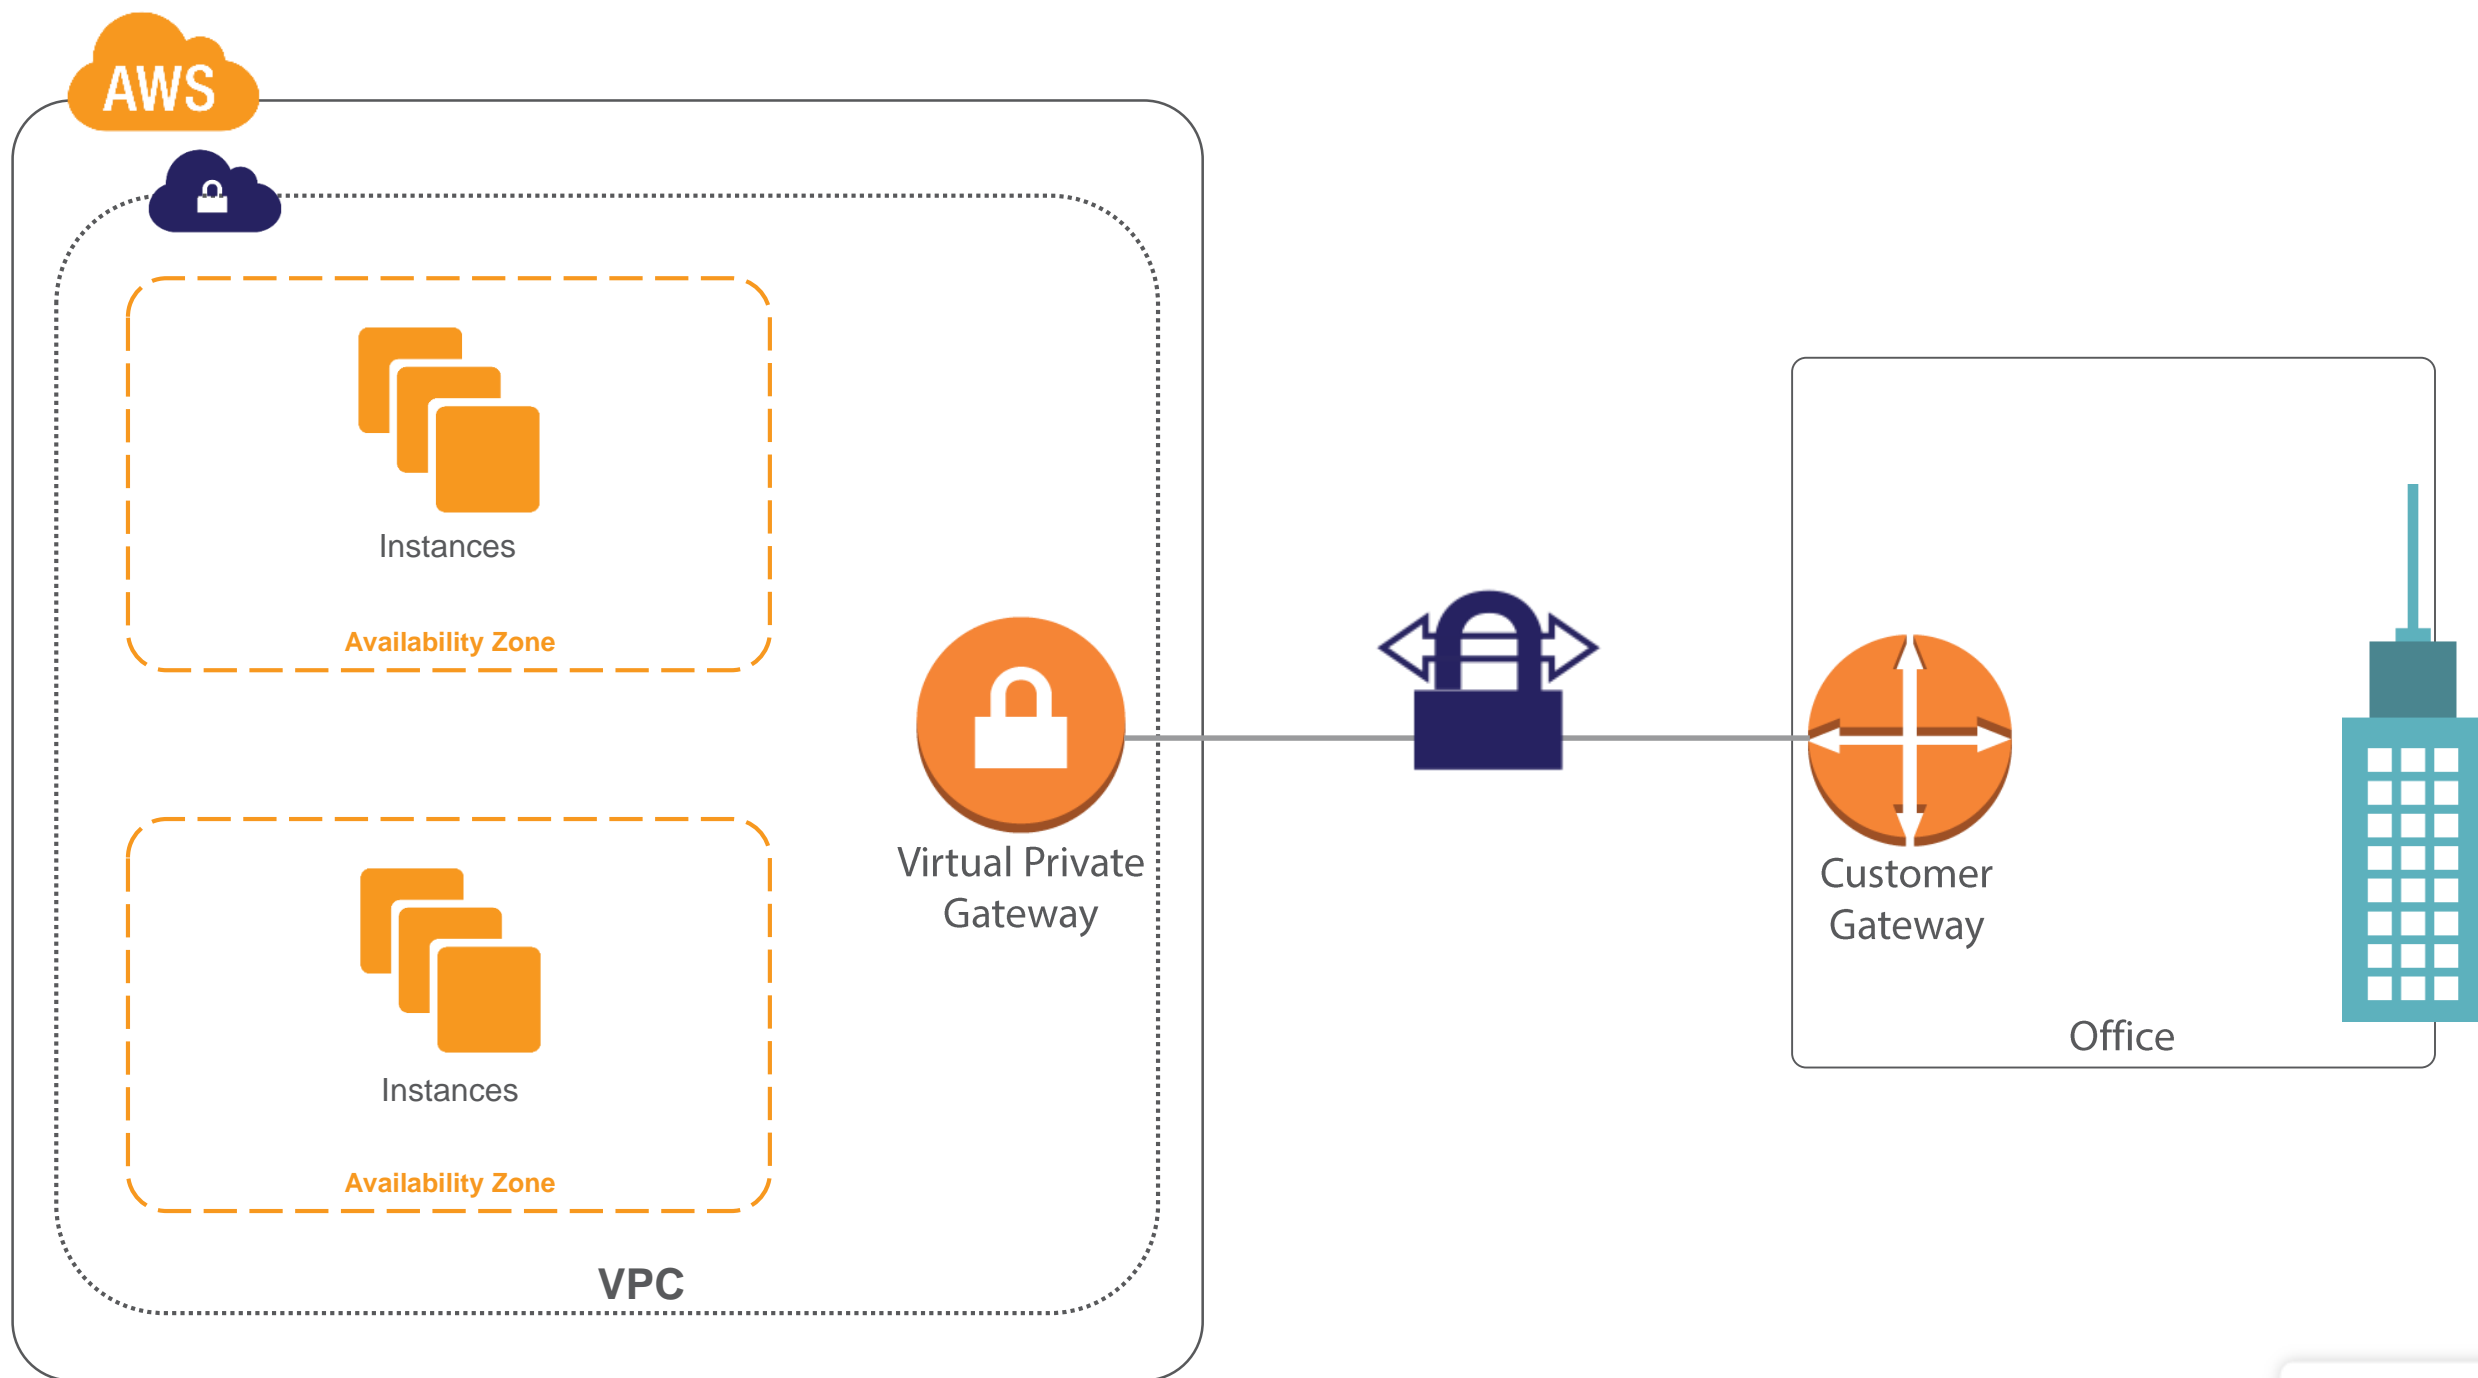 AWS
Instances
Availability Zone
Virtual Private
Gateway
Customer
Gateway
Office
Instances
Availability Zone
VPC